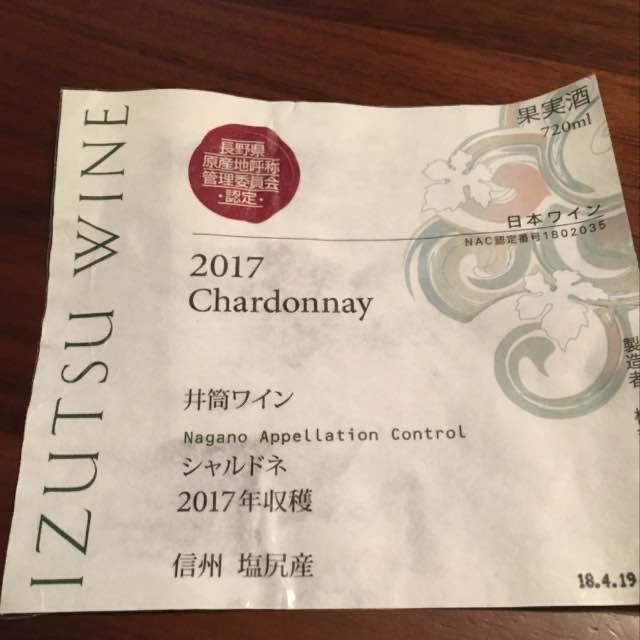 IZUTSU WINE
果実酒
720ml
長野県
原産地呼称
管理委員会
・認定・
日本ワイン
NAC認定番号1802035
2017
Chardonnay
製造者
井筒ワイン
Nagano Appellation Control
シャルドネ
2017年収穫
信州 塩尻産
18.4.19